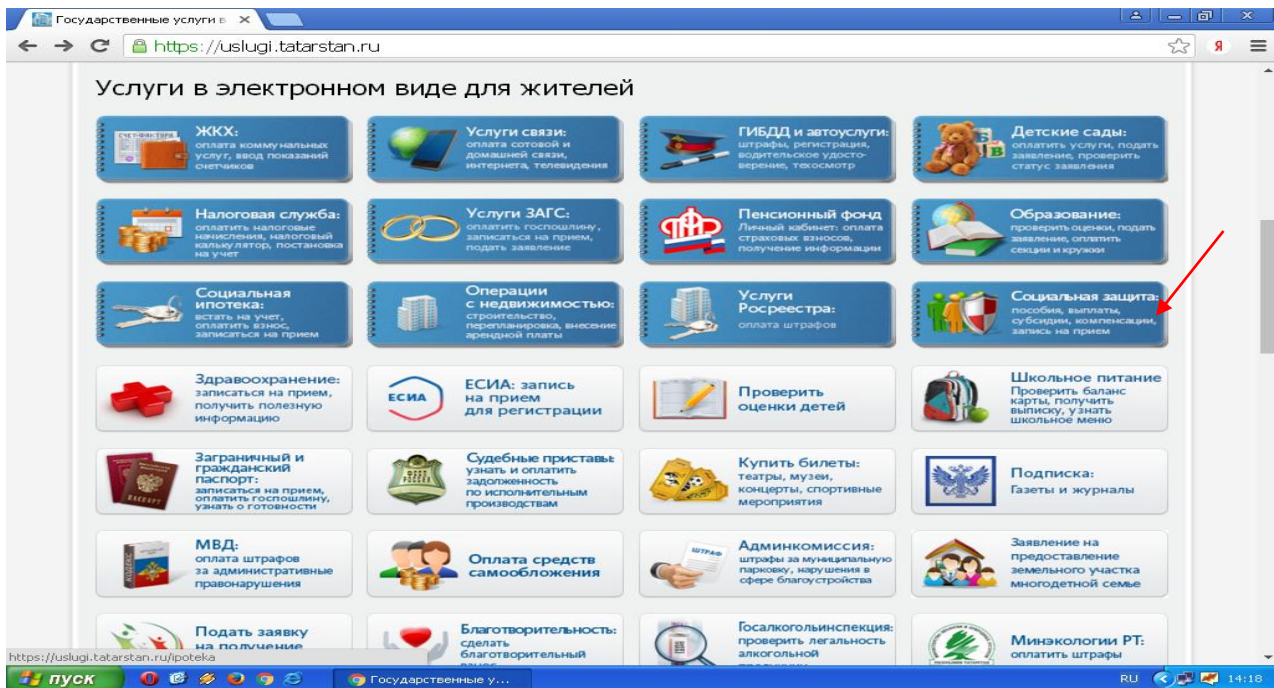 Государственные услуги в
https://uslugi.tatarstan.ru
Я
Услуги в электронном виде для жителей
СЧЕТ-ФАКТУРА
ЖКХ:
оплата коммунальных
услуг, ввод показаний
счетчиков
Услуги связи:
оплата сотовой и
домашней связи,
интернета, телевидения
ГИБДД и автоуслуги:
штрафы, регистрация,
водительское удосто-
верение, техосмотр
Детские сады:
оплатить услуги, подать
заявление, проверить
статус заявления
Налоговая служба:
оплатить налоговые
начисления, налоговый
калькулятор, постановка
на учет
Услуги ЗАГС:
оплатить госпошлину,
записаться на прием,
подать заявление
Пенсионный фонд
Личный кабинет: оплата
страховых взносов,
получение информации
Образование:
проверить оценки, подать
заявление, оплатить
секции и кружки
Социальная
ипотека:
встать на учет,
оплатить взнос,
записаться на прием
Операции
с недвижимостью:
строительство,
перепланировка, внесение
арендной платы
Услуги
Росреестра:
оплата штрафов
Социальная защита:
пособия, выплаты,
субсидии, компенсации,
запись на прием
Здравоохранение:
записаться на прием,
получить полезную
информацию
ЕСИА
ЕСИА: запись
на прием
для регистрации
Проверить
оценки детей
Школьное питание
Проверить баланс
карты, получить
выписку, узнать
школьное меню
Заграничный и
гражданский
паспорт:
записаться на прием,
оплатить госпошлину,
узнать о готовности
Судебные приставы:
узнать и оплатить
задолженность
по исполнительным
производствам
Купить билеты:
театры, музеи,
концерты, спортивные
мероприятия
Подписка:
Газеты и журналы
КОДЕКС
МВД:
оплата штрафов
за административные
правонарушения
Оплата средств
самообложения
ШТРАФ
Админкомиссия:
штрафы за муниципальную
парковку, нарушения в
сфере благоустройства
Заявление на
предоставление
земельного участка
многодетной семье
Подать заявку
на получение
Благотворительность:
сделать
благотворительный
взнос
Госалкогольинспекция:
проверить легальность
алкогольной
Минэкологии РТ:
оплатить штрафы
https://uslugi.tatarstan.ru/ipoteka
пуск
Государственные у...
RU
14:18